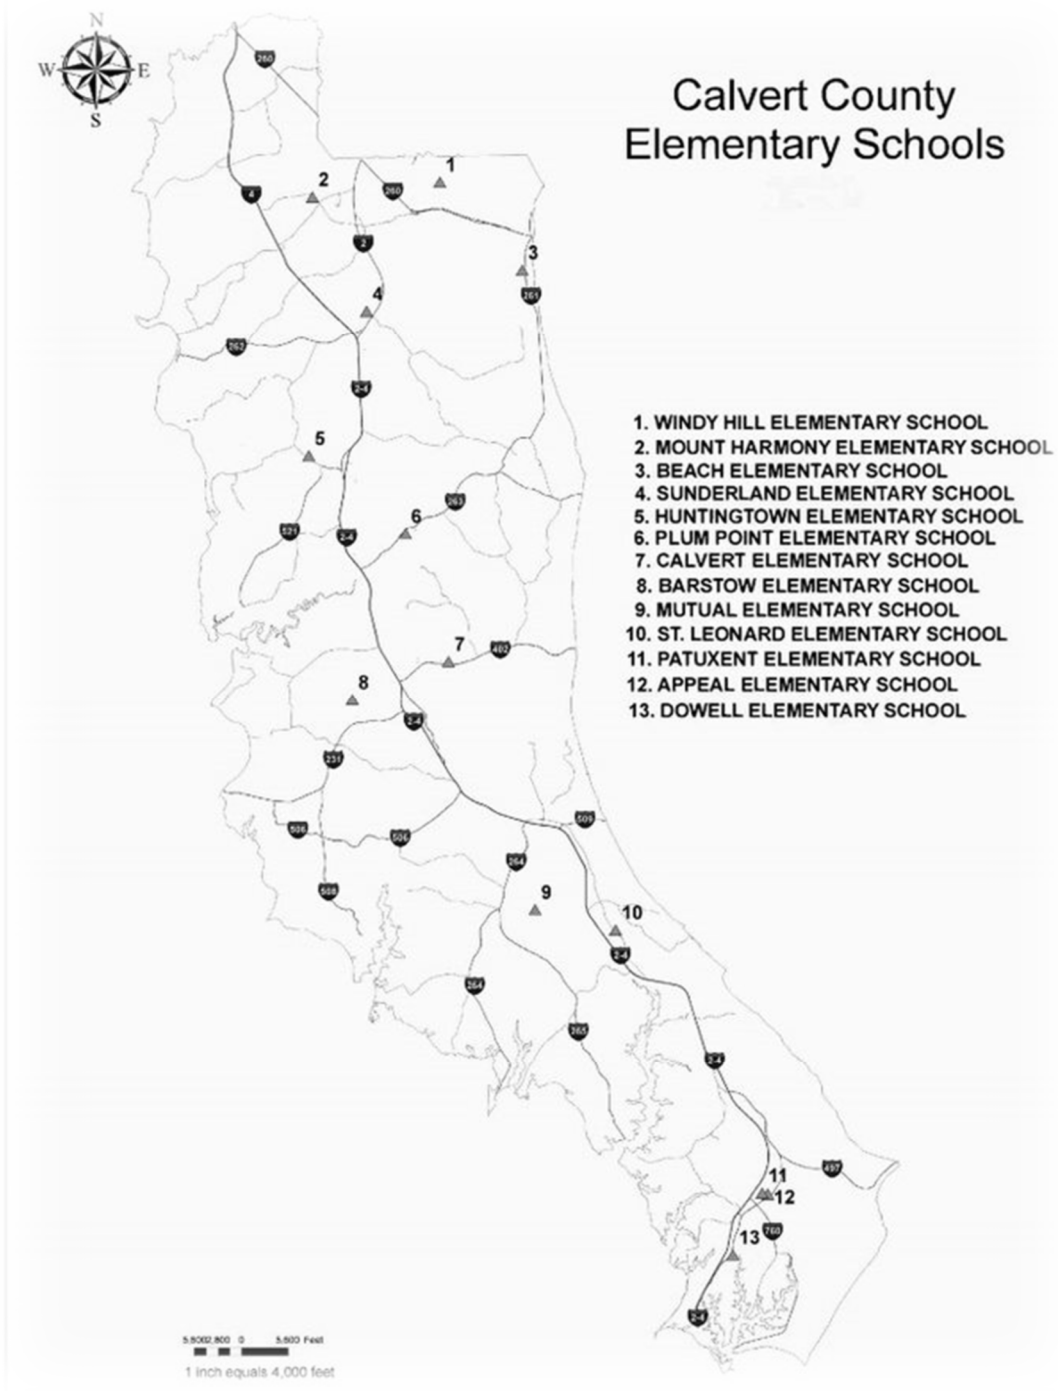 N
W E
S
Calvert County
Elementary Schools
260
1
2
260
4
2
3
261
4
262
2-4
5
263
6
521
2-4
7
402
8
2-4
231
509
506
506
264
508
9
10
2-4
264
265
2-4
497
11
12
760
13
2-4
1. WINDY HILL ELEMENTARY SCHOOL
2. MOUNT HARMONY ELEMENTARY SCHOOL
3. BEACH ELEMENTARY SCHOOL
4. SUNDERLAND ELEMENTARY SCHOOL
5. HUNTINGTOWN ELEMENTARY SCHOOL
6. PLUM POINT ELEMENTARY SCHOOL
7. CALVERT ELEMENTARY SCHOOL
8. BARSTOW ELEMENTARY SCHOOL
9. MUTUAL ELEMENTARY SCHOOL
10. ST. LEONARD ELEMENTARY SCHOOL
11. PATUXENT ELEMENTARY SCHOOL
12. APPEAL ELEMENTARY SCHOOL
13. DOWELL ELEMENTARY SCHOOL
5,6002,800 0 5,600 Feet
1 inch equals 4,000 feet